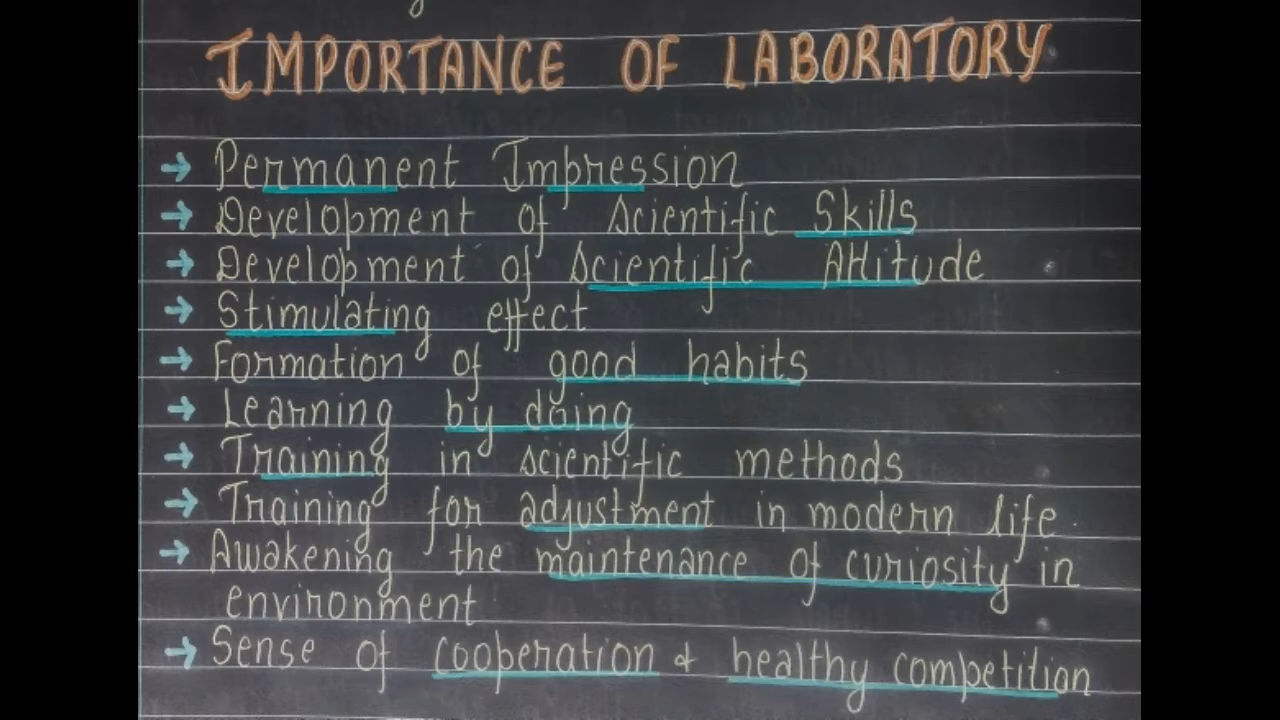 IMPORTANCE OF LABORATORY
→ Permanent Impression
→ Development of Scientific Skills
→ Development of Scientific Attitude
→ Stimulating effect
→ Formation of good habits
→ Learning by doing
→ Training in scientific methods
→ Training for adjustment in modern life.
→ Awakening the maintenance of curiosity in
environment
→ Sense of cooperation & healthy competition